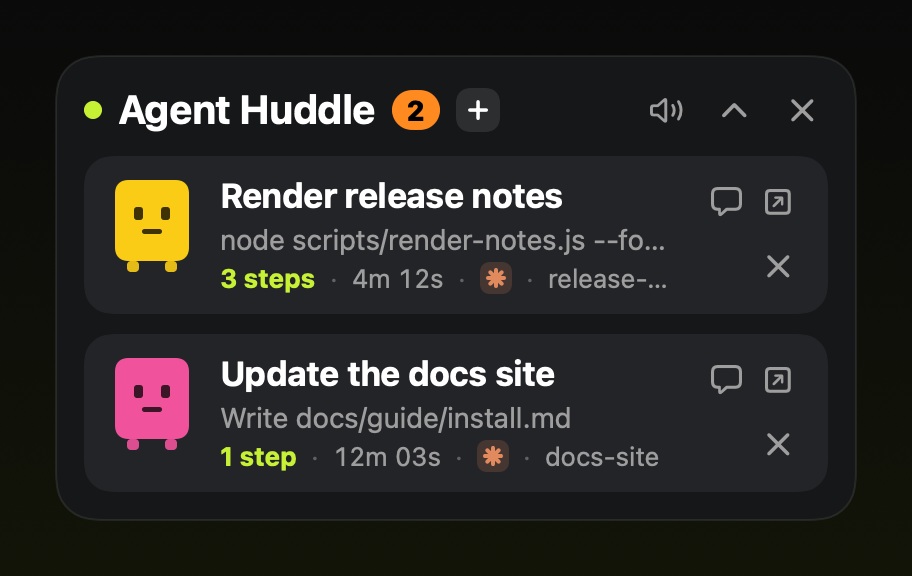 Agent Huddle 2 +
Render release notes
node scripts/render-notes.js --fo...
3 steps · 4m 12s · · release-...
Update the docs site
Write docs/guide/install.md
1 step · 12m 03s · · docs-site